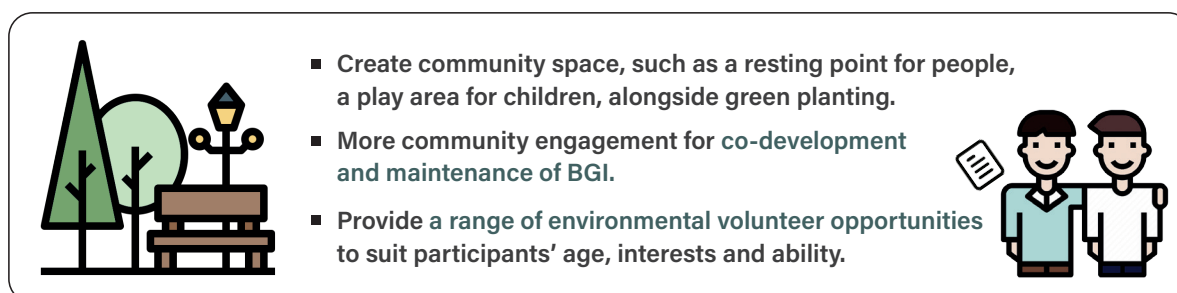 ▪ Create community space, such as a resting point for people,
a play area for children, alongside green planting.
▪ More community engagement for co-development
and maintenance of BGI.
▪ Provide a range of environmental volunteer opportunities
to suit participants’ age, interests and ability.